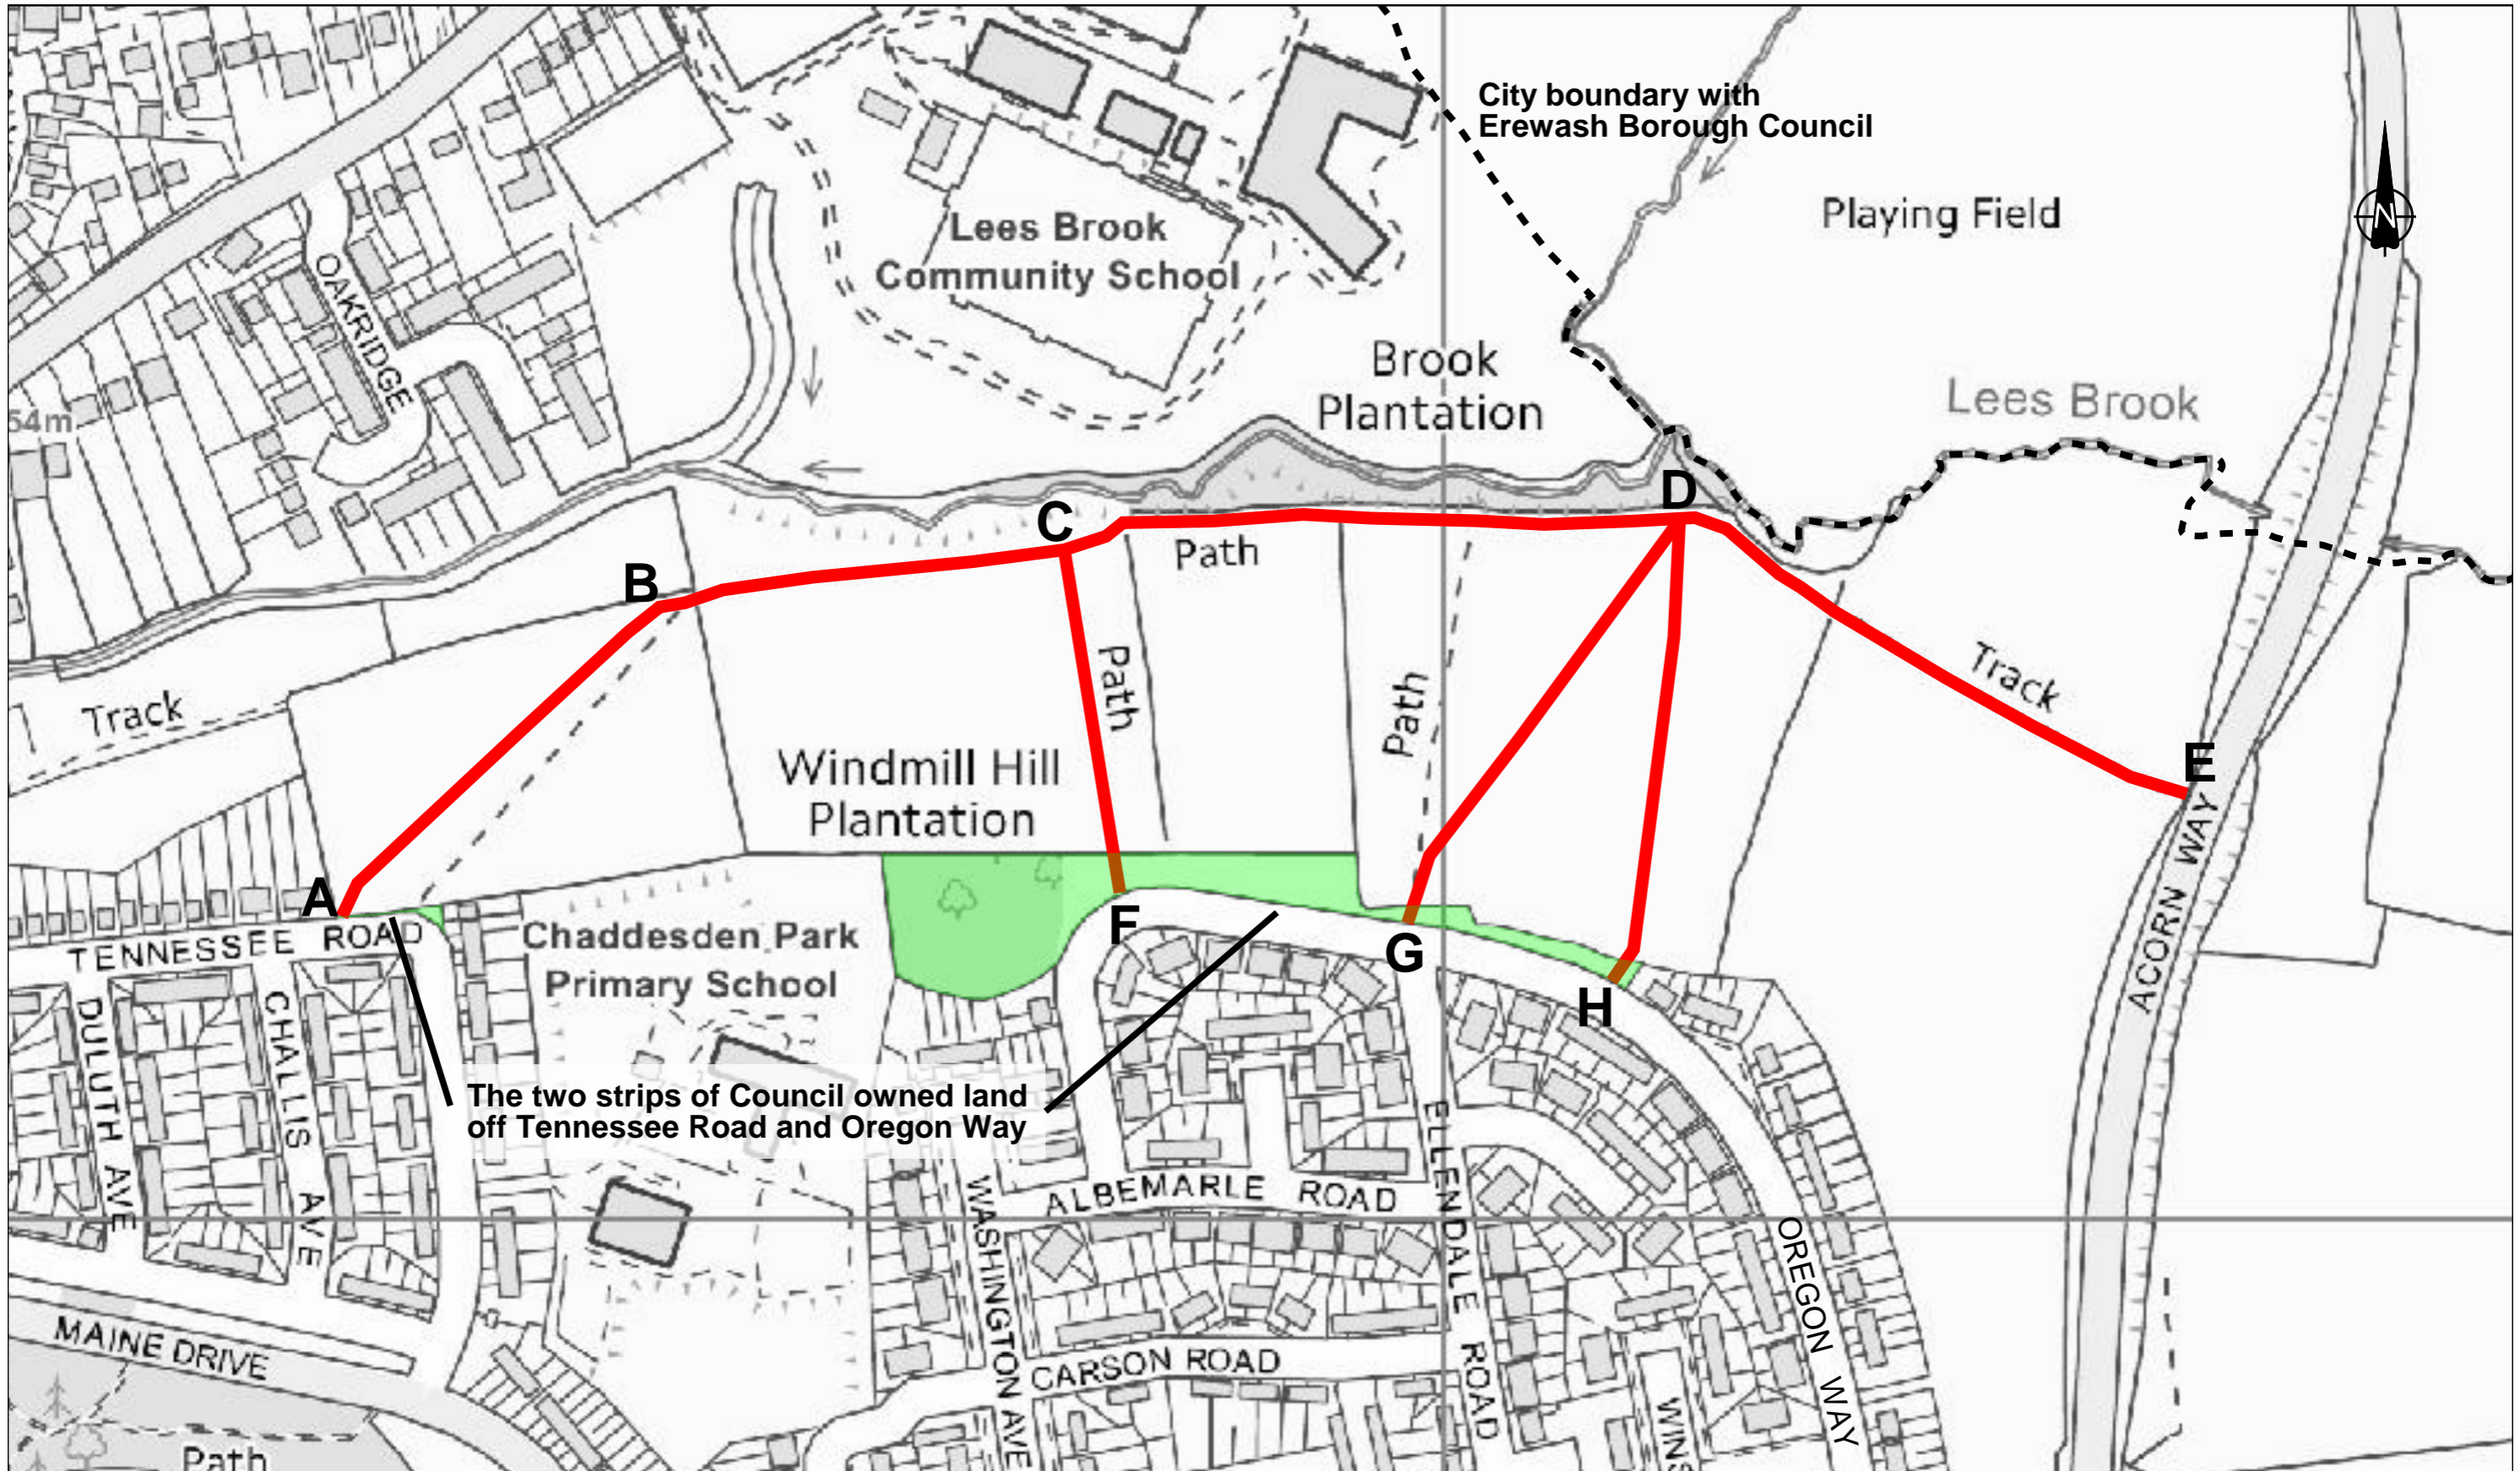 City boundary with
Erewash Borough Council
Playing Field
N
Lees Brook
Community School
OAKRIDGE
Brook
Plantation
Lees Brook
54m
D
C
Path
B
Path
Track
Track
Path
E
Windmill Hill
Plantation
A
F
G
H
TENNESSEE ROAD
Chaddesden Park
Primary School
ACORN WAY
DULUTH AVE
CHALLIS AVE
The two strips of Council owned land
off Tennessee Road and Oregon Way
ELLENDALE ROAD
WASHINGTON AVE
ALBEMARLE ROAD
OREGON WAY
MAINE DRIVE
CARSON ROAD
WINS
Path